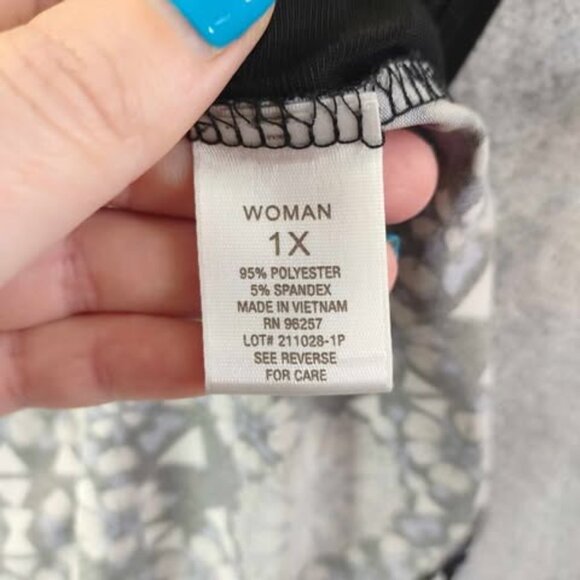 WOMAN
1X
95% POLYESTER
5% SPANDEX
MADE IN VIETNAM
RN 96257
LOT# 211028-1P
SEE REVERSE
FOR CARE